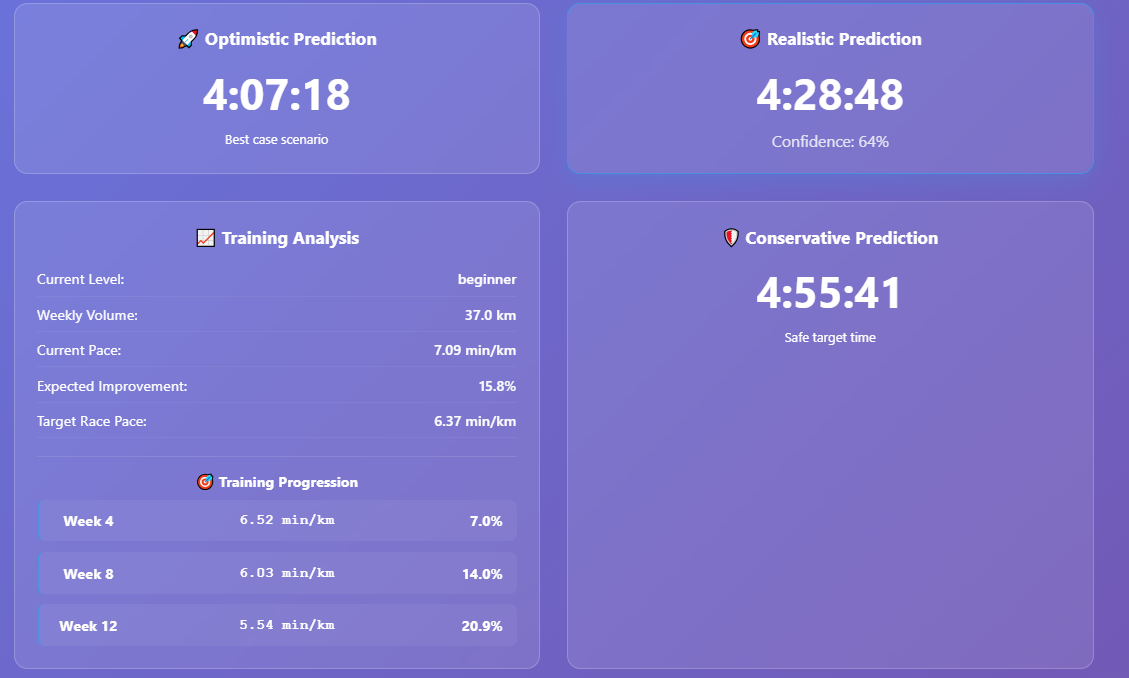 🚀 Optimistic Prediction
4:07:18
Best case scenario
🎯 Realistic Prediction
4:28:48
Confidence: 64%
📈 Training Analysis
Current Level: beginner
Weekly Volume: 37.0 km
Current Pace: 7.09 min/km
Expected Improvement: 15.8%
Target Race Pace: 6.37 min/km
🎯 Training Progression
Week 4 6.52 min/km 7.0%
Week 8 6.03 min/km 14.0%
Week 12 5.54 min/km 20.9%
🛡️ Conservative Prediction
4:55:41
Safe target time